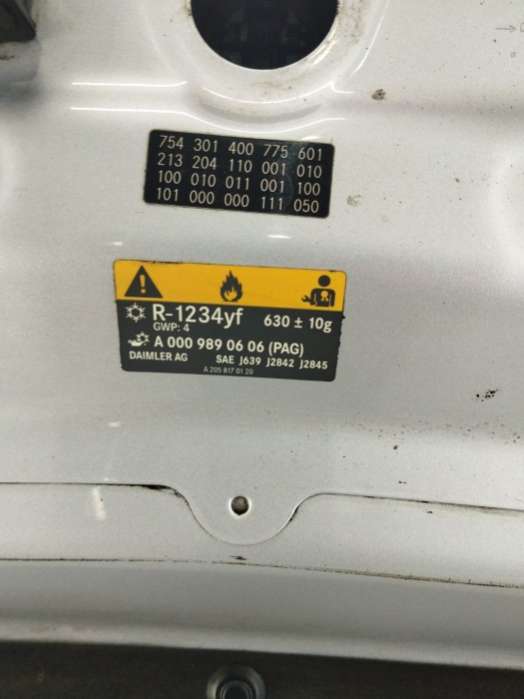 754 301 400 775 601
213 204 110 001 010
100 010 011 001 100
101 000 000 111 050
R-1234yf 630 ± 10g
GWP: 4
A 000 989 06 06 (PAG)
DAIMLER AG SAE J639 J2842 J2845
A 205 817 01 20